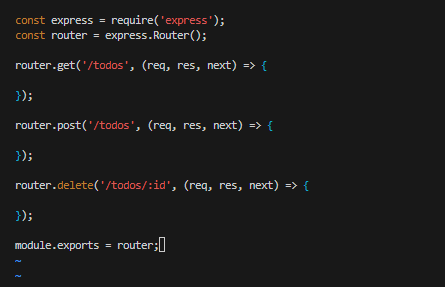 const express = require('express');
const router = express.Router();
router.get('/todos', (req, res, next) => {
});
router.post('/todos', (req, res, next) => {
});
router.delete('/todos/:id', (req, res, next) => {
});
module.exports = router;
~
~